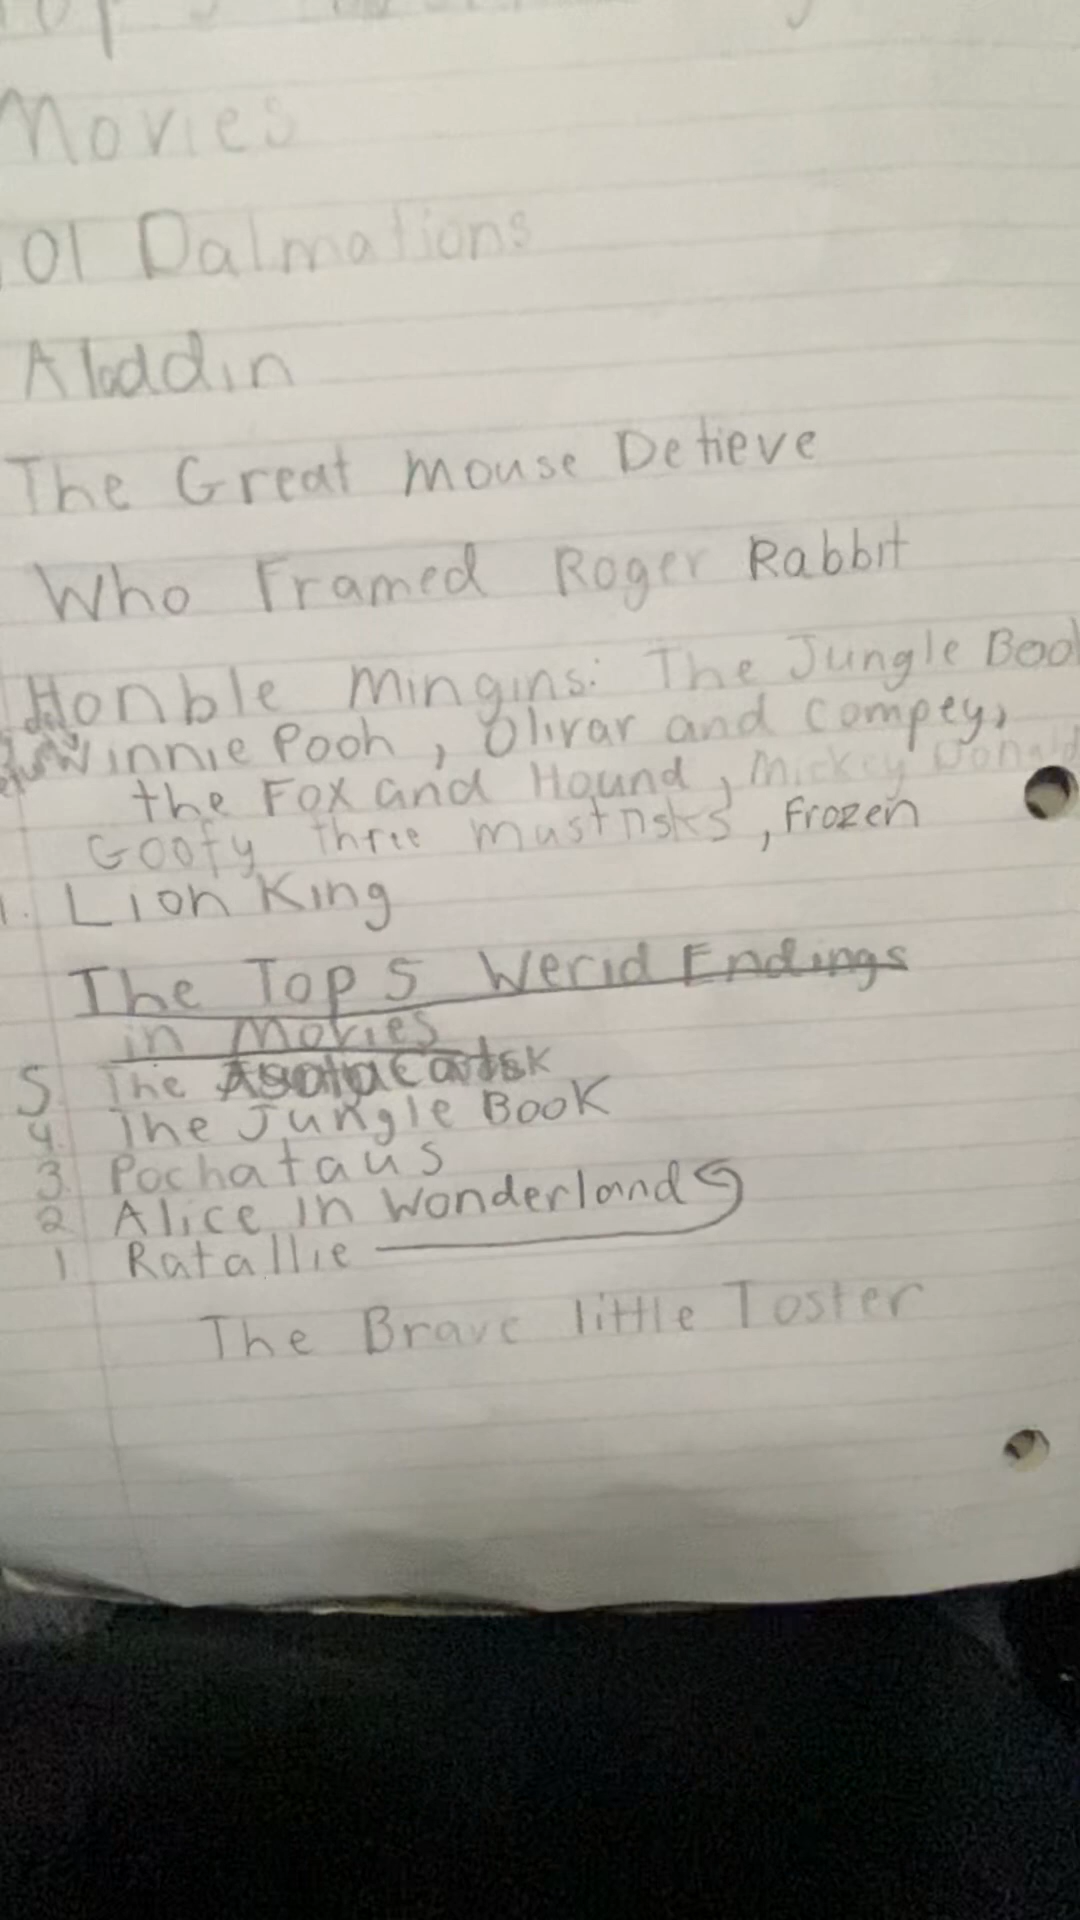 Movies
01 Dalmations
Aladdin
The Great mouse Detieve
Who Framed Roger Rabbit
Honble mingins: The Jungle Boo
Winnie Pooh, Olivar and compey,
the Fox and Hound, Mickey Donald
Goofy three mustrisks, Frozen
1. Lion King
The Top 5 Werid Endings
in Movies
5 The
4. The Jungle Book
3. Pochataus
2 Alice in Wonderland
1 Ratallie
The Brave little Toster